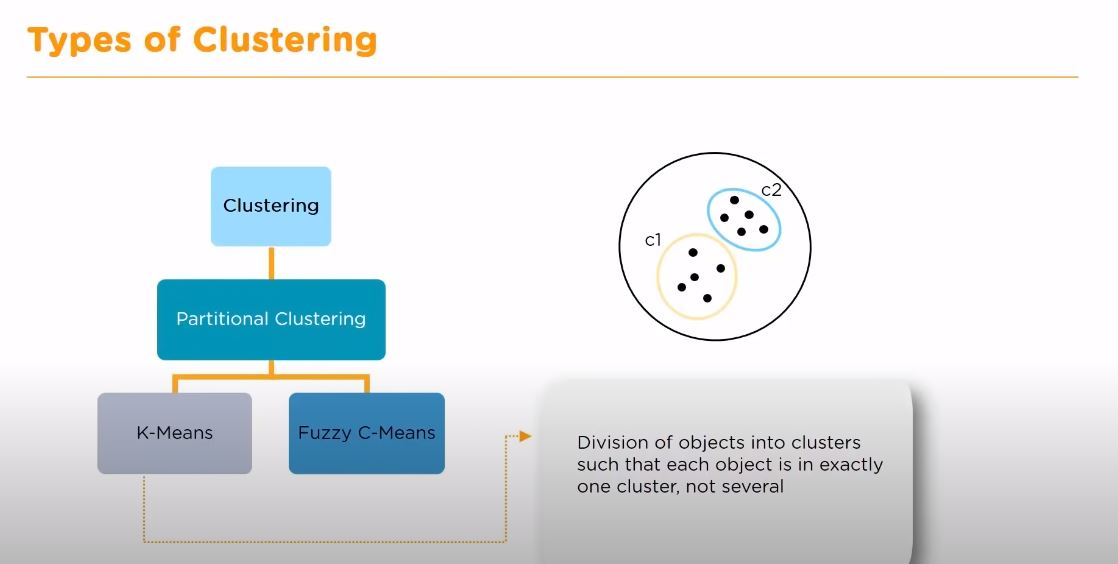 Types of Clustering
Clustering
Partitional Clustering
K-Means
Fuzzy C-Means
c2
c1
Division of objects into clusters
such that each object is in exactly
one cluster, not several